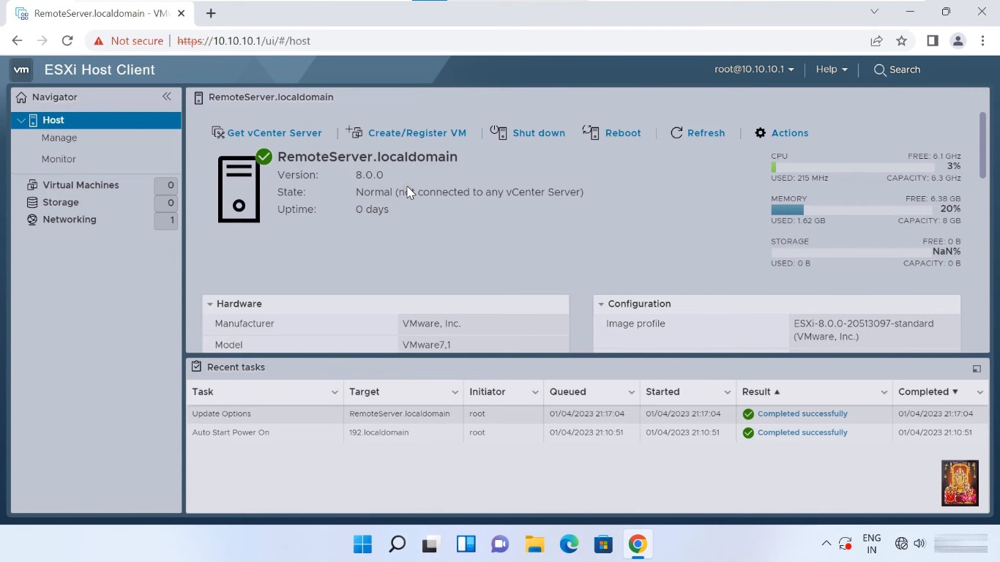 RemoteServer.localdomain - VM
Not secure https://10.10.10.1/ui/#/host
vm ESXi Host Client root@10.10.10.1 Help Search
Navigator
Host
Manage
Monitor
Virtual Machines 0
Storage 0
Networking 1
RemoteServer.localdomain
Get vCenter Server Create/Register VM Shut down Reboot Refresh Actions
RemoteServer.localdomain
Version: 8.0.0
State: Normal (not connected to any vCenter Server)
Uptime: 0 days
CPU FREE: 6.1 GHz
3%
USED: 215 MHz CAPACITY: 6.3 GHz
MEMORY FREE: 6.38 GB
20%
USED: 1.62 GB CAPACITY: 8 GB
STORAGE FREE: 0 B
NaN%
USED: 0 B CAPACITY: 0 B
Hardware
Manufacturer VMware, Inc.
Model VMware7,1
Configuration
Image profile ESXi-8.0.0-20513097-standard
(VMware, Inc.)
Recent tasks
Task Target Initiator Queued Started Result Completed
Update Options RemoteServer.localdomain root 01/04/2023 21:17:04 01/04/2023 21:17:04 Completed successfully 01/04/2023 21:17:04
Auto Start Power On 192.localdomain root 01/04/2023 21:10:51 01/04/2023 21:10:51 Completed successfully 01/04/2023 21:10:51
ENG
IN